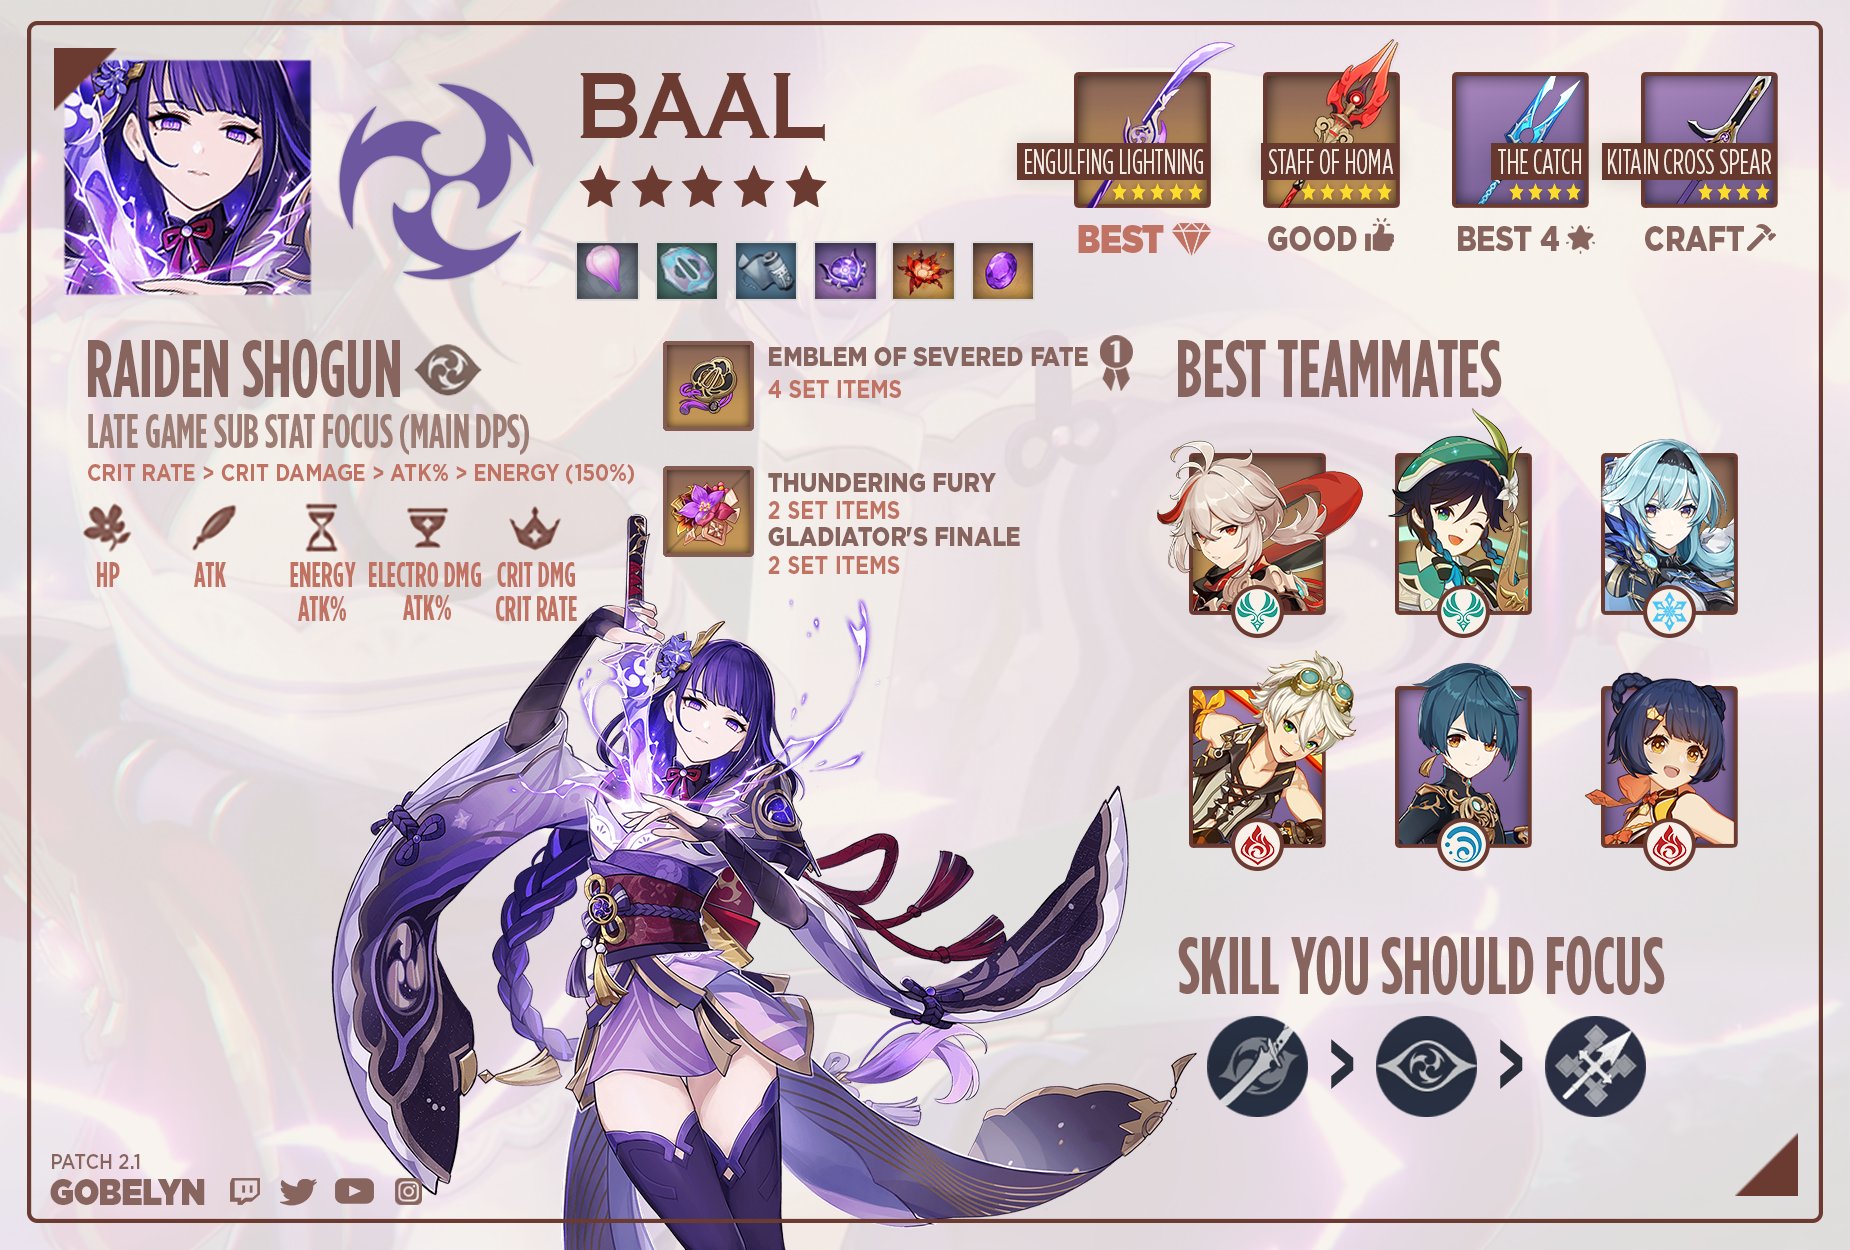 BAAL
ENGULFING LIGHTNING
BEST
STAFF OF HOMA
GOOD
THE CATCH
BEST 4
KITAIN CROSS SPEAR
CRAFT
RAIDEN SHOGUN
LATE GAME SUB STAT FOCUS (MAIN DPS)
CRIT RATE > CRIT DAMAGE > ATK% > ENERGY (150%)
HP
ATK
ENERGY
ATK%
ELECTRO DMG
ATK%
CRIT DMG
CRIT RATE
EMBLEM OF SEVERED FATE
1
4 SET ITEMS
THUNDERING FURY
2 SET ITEMS
GLADIATOR'S FINALE
2 SET ITEMS
BEST TEAMMATES
SKILL YOU SHOULD FOCUS
> >
PATCH 2.1
GOBELYN